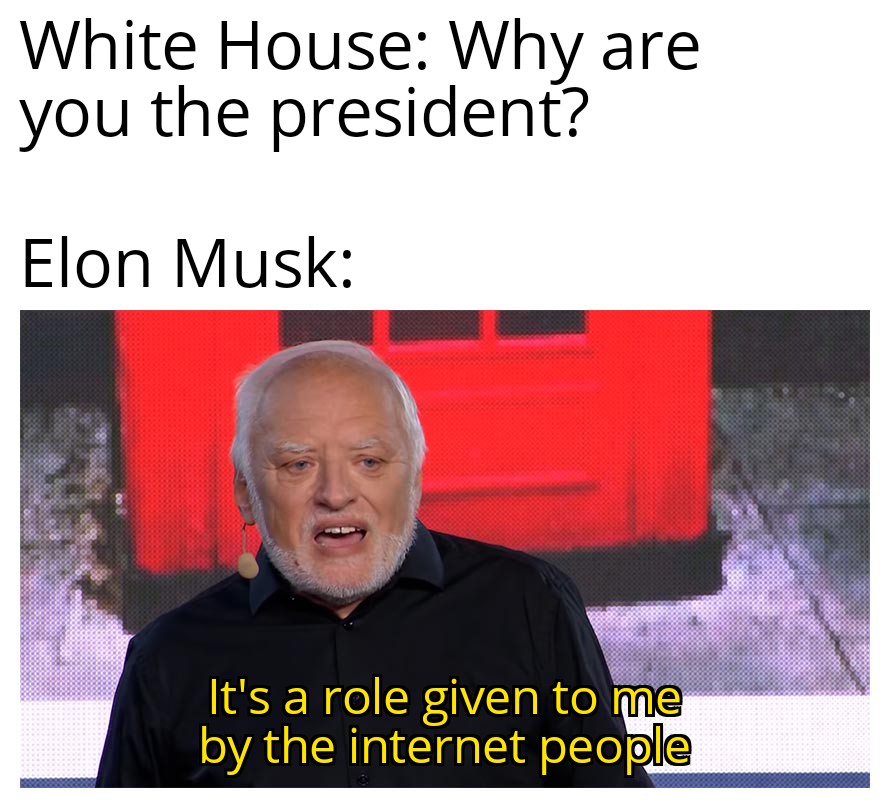 White House: Why are
you the president?
Elon Musk:
It's a role given to me
by the internet people